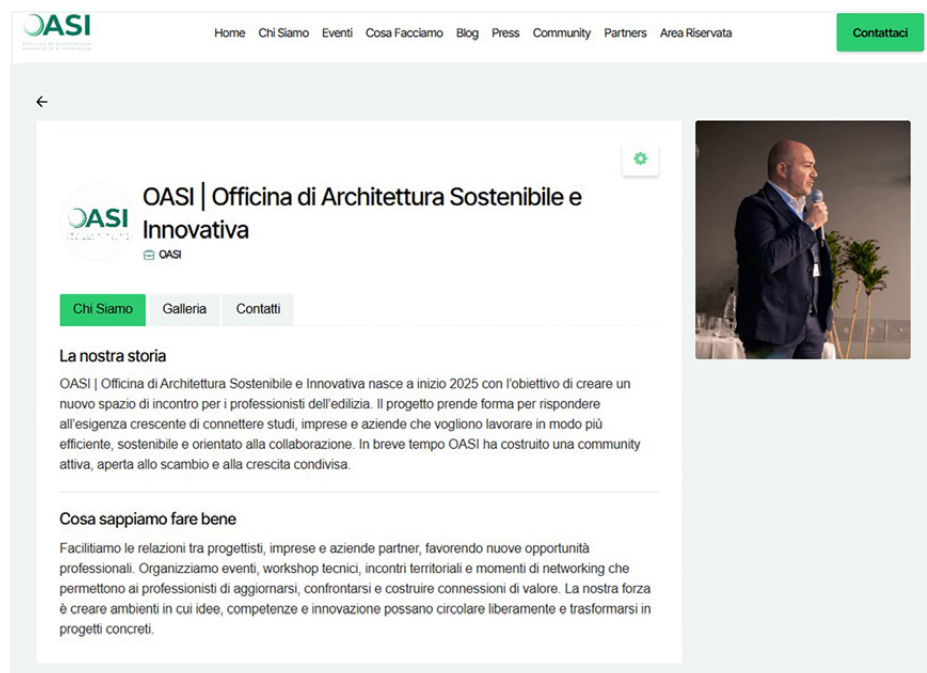 OASI
Home Chi Siamo Eventi Cosa Facciamo Blog Press Community Partners Area Riservata
Contattaci
OASI
OASI | Officina di Architettura Sostenibile e
Innovativa
OASI
Chi Siamo Galleria Contatti
La nostra storia
OASI | Officina di Architettura Sostenibile e Innovativa nasce a inizio 2025 con l'obiettivo di creare un
nuovo spazio di incontro per i professionisti dell'edilizia. Il progetto prende forma per rispondere
all'esigenza crescente di connettere studi, imprese e aziende che vogliono lavorare in modo più
efficiente, sostenibile e orientato alla collaborazione. In breve tempo OASI ha costruito una community
attiva, aperta allo scambio e alla crescita condivisa.
Cosa sappiamo fare bene
Facilitiamo le relazioni tra progettisti, imprese e aziende partner, favorendo nuove opportunità
professionali. Organizziamo eventi, workshop tecnici, incontri territoriali e momenti di networking che
permettono ai professionisti di aggiornarsi, confrontarsi e costruire connessioni di valore. La nostra forza
è creare ambienti in cui idee, competenze e innovazione possano circolare liberamente e trasformarsi in
progetti concreti.